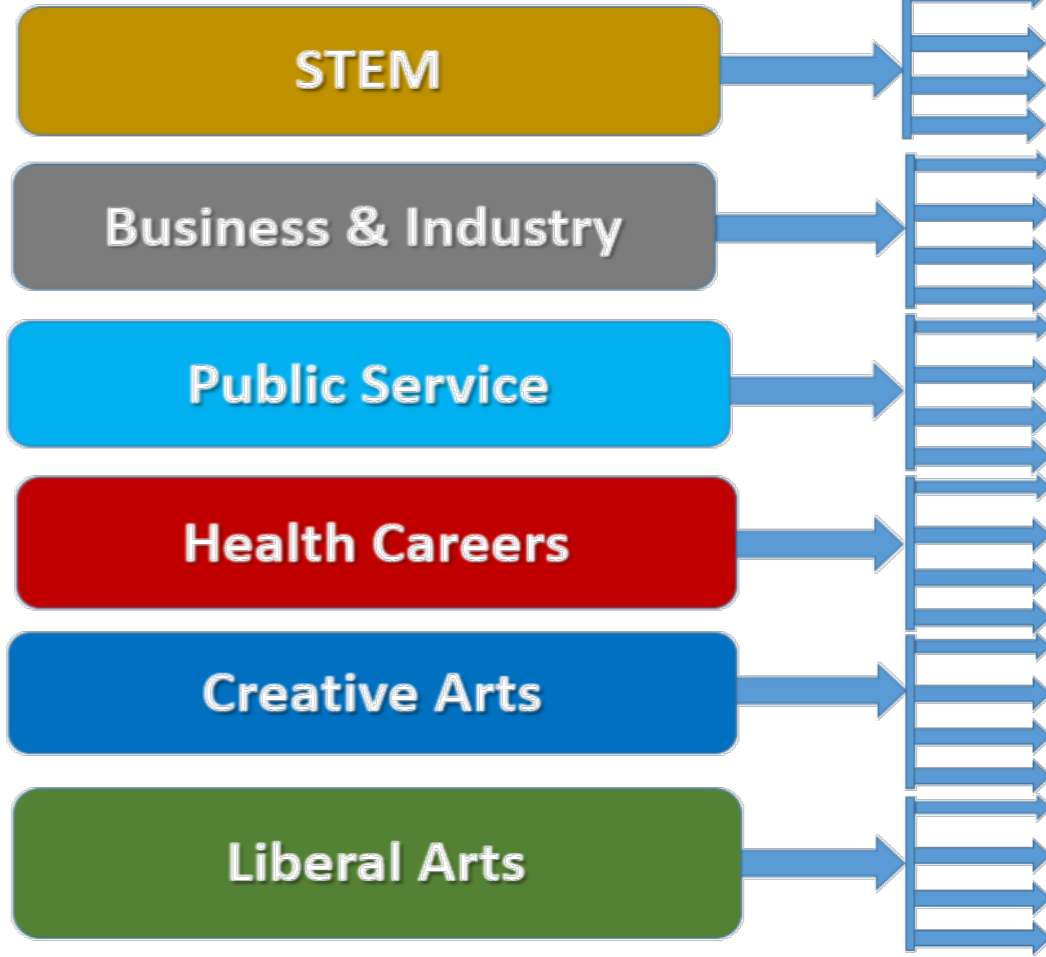 STEM
Business & Industry
Public Service
Health Careers
Creative Arts
Liberal Arts